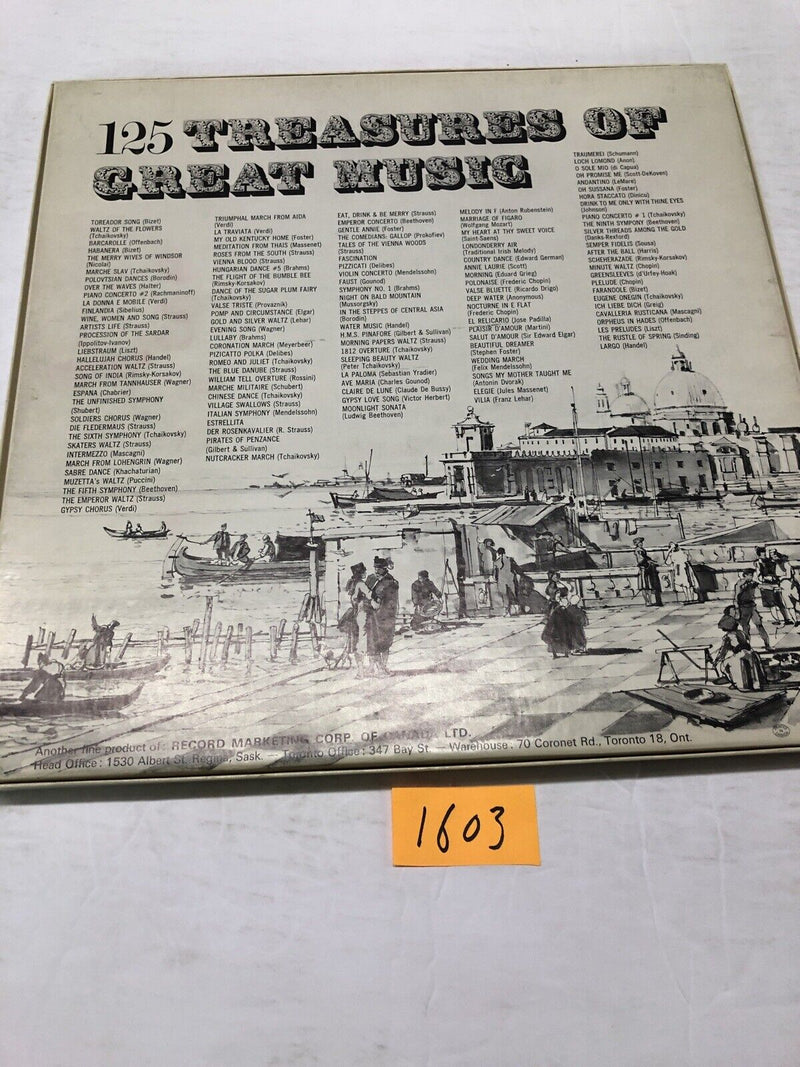 125 TREASURES OF
GREAT MUSIC
TOREADOR SONG (Bizet)
WALTZ OF THE FLOWERS
(Tchaikovsky)
BARCAROLLE (Offenbach)
HABANERA (Bizet)
THE MERRY WIVES OF WINDSOR
(Nicolai)
MARCHE SLAV (Tchaikovsky)
POLOVTSIAN DANCES (Borodin)
OVER THE WAVES (Halter)
PIANO CONCERTO #2 (Rachmaninoff)
LA DONNA E MOBILE (Verdi)
FINLANDIA (Sibelius)
WINE, WOMEN AND SONG (Strauss)
ARTISTS LIFE (Strauss)
PROCESSION OF THE SARDAR
(Ippolitov-Ivanov)
LIEBSTRAUM (Liszt)
HALLELUJAH CHORUS (Handel)
ACCELERATION WALTZ (Strauss)
SONG OF INDIA (Rimsky-Korsakov)
MARCH FROM TANNHAUSER (Wagner)
ESPANA (Chabrier)
THE UNFINISHED SYMPHONY
(Shubert)
SOLDIERS CHORUS (Wagner)
DIE FLEDERMAUS (Strauss)
THE SIXTH SYMPHONY (Tchaikovsky)
SKATERS WALTZ (Strauss)
INTERMEZZO (Mascagni)
MARCH FROM LOHENGRIN (Wagner)
SABRE DANCE (Khachaturian)
MUZETTA's WALTZ (Puccini)
THE FIFTH SYMPHONY (Beethoven)
THE EMPEROR WALTZ (Strauss)
GYPSY CHORUS (Verdi)
TRIUMPHAL MARCH FROM AIDA
(Verdi)
LA TRAVIATA (Verdi)
MY OLD KENTUCKY HOME (Foster)
MEDITATION FROM THAIS (Massenet)
ROSES FROM THE SOUTH (Strauss)
VIENNA BLOOD (Strauss)
HUNGARIAN DANCE #5 (Brahms)
THE FLIGHT OF THE BUMBLE BEE
(Rimsky-Korsakov)
DANCE OF THE SUGAR PLUM FAIRY
(Tchaikovsky)
VALSE TRISTE (Provaznik)
POMP AND CIRCUMSTANCE (Elgar)
GOLD AND SILVER WALTZ (Lehar)
EVENING SONG (Wagner)
LULLABY (Brahms)
CORONATION MARCH (Meyerbeer)
PIZICATTO POLKA (Delibes)
ROMEO AND JULIET (Tchaikovsky)
THE BLUE DANUBE (Strauss)
WILLIAM TELL OVERTURE (Rossini)
MARCHE MILITAIRE (Schubert)
CHINESE DANCE (Tchaikovsky)
VILLAGE SWALLOWS (Strauss)
ITALIAN SYMPHONY (Mendelssohn)
ESTRELLITA
DER ROSENKAVALIER (R. Strauss)
PIRATES OF PENZANCE
(Gilbert & Sullivan)
NUTCRACKER MARCH (Tchaikovsky)
EAT, DRINK & BE MERRY (Strauss)
EMPEROR CONCERTO (Beethoven)
GENTLE ANNIE (Foster)
THE COMEDIANS, GALLOP (Prokofiev)
TALES OF THE VIENNA WOODS
(Strauss)
FASCINATION
PIZZICATI (Delibes)
VIOLIN CONCERTO (Mendelssohn)
FAUST (Gounod)
SYMPHONY NO. 1 (Brahms)
NIGHT ON BALD MOUNTAIN
(Mussorgsky)
IN THE STEPPES OF CENTRAL ASIA
(Borodin)
WATER MUSIC (Handel)
H.M.S. PINAFORE (Gilbert & Sullivan)
MORNING PAPERS WALTZ (Strauss)
1812 OVERTURE (Tchaikovsky)
SLEEPING BEAUTY WALTZ
(Peter Tchaikovsky)
LA PALOMA (Sebastian Yradier)
AVE MARIA (Charles Gounod)
CLAIRE DE LUNE (Claude De Bussy)
GYPSY LOVE SONG (Victor Herbert)
MOONLIGHT SONATA
(Ludwig Beethoven)
MELODY IN F (Anton Rubenstein)
MARRIAGE OF FIGARO
(Wolfgang Mozart)
MY HEART AT THY SWEET VOICE
(Saint-Saens)
LONDONDERRY AIR
(Traditional Irish Melody)
COUNTRY DANCE (Edward German)
ANNIE LAURIE (Scott)
MORNING (Eduard Grieg)
POLONAISE (Frederic Chopin)
VALSE BLUETTE (Ricardo Drigo)
DEEP WATER (Anonymous)
NOCTURNE IN E FLAT
(Frederic Chopin)
EL RELICARIO (Jose Padilla)
PLAISIR D'AMOUR (Martini)
SALUT D'AMOUR (Sir Edward Elgar)
BEAUTIFUL DREAMER
(Stephen Foster)
WEDDING MARCH
(Felix Mendelssohn)
SONGS MY MOTHER TAUGHT ME
(Antonin Dvorak)
ELEGIE (Jules Massenet)
VILIA (Franz Lehar)
TRAUMEREI (Schumann)
LOCH LOMOND (Anon)
O SOLE MIO (di Capua)
OH PROMISE ME (Scott-DeKoven)
ANDANTINO (LeMare)
OH SUSSANA (Foster)
HORA STACCATO (Dinicu)
DRINK TO ME ONLY WITH THINE EYES
(Johnson)
PIANO CONCERTO # 1 (Tchaikovsky)
THE NINTH SYMPONY (Beethoven)
SILVER THREADS AMONG THE GOLD
(Danks-Rexford)
SEMPER FIDELIS (Sousa)
AFTER THE BALL (Harris)
SCHEHERAZADE (Rimsky-Korsakov)
MINUTE WALTZ (Chopin)
GREENSLEEVES (d'Urfey-Hoak)
PLELUDE (Chopin)
FARANDOLE (Bizet)
EUGENE ONEGIN (Tchaikovsky)
ICH LIEBE DICH (Greig)
CAVALLERIA RUSTICANA (Mascagni)
ORPHEUS IN HADES (Offenbach)
LES PRELUDES (Liszt)
THE RUSTLE OF SPRING (Sinding)
LARGO (Handel)
Another fine product of: RECORD MARKETING CORP. OF CANADA LTD.
Head Office: 1530 Albert St. Regina, Sask. — Toronto Office: 347 Bay St. — Warehouse: 70 Coronet Rd., Toronto 18, Ont.
1603